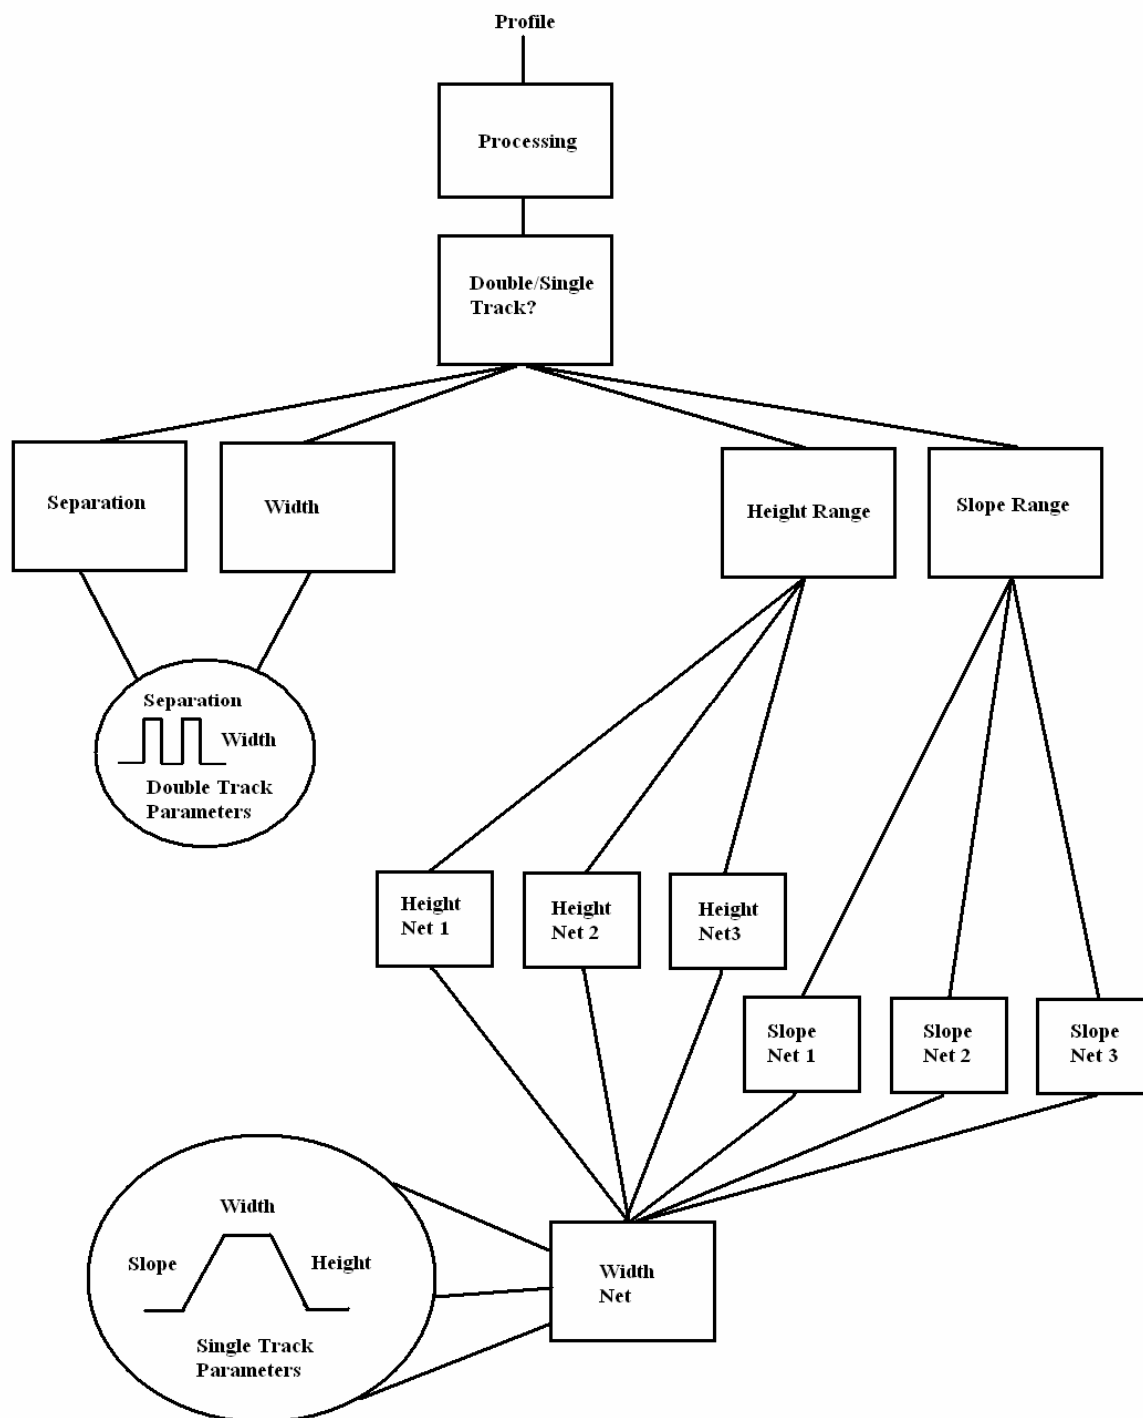 Profile
Processing
Double/Single
Track?
Separation
Width
Height Range
Slope Range
Separation
Width
Double Track
Parameters
Height
Net 1
Height
Net 2
Height
Net3
Slope
Net 1
Slope
Net 2
Slope
Net 3
Width
Slope
Height
Single Track
Parameters
Width
Net